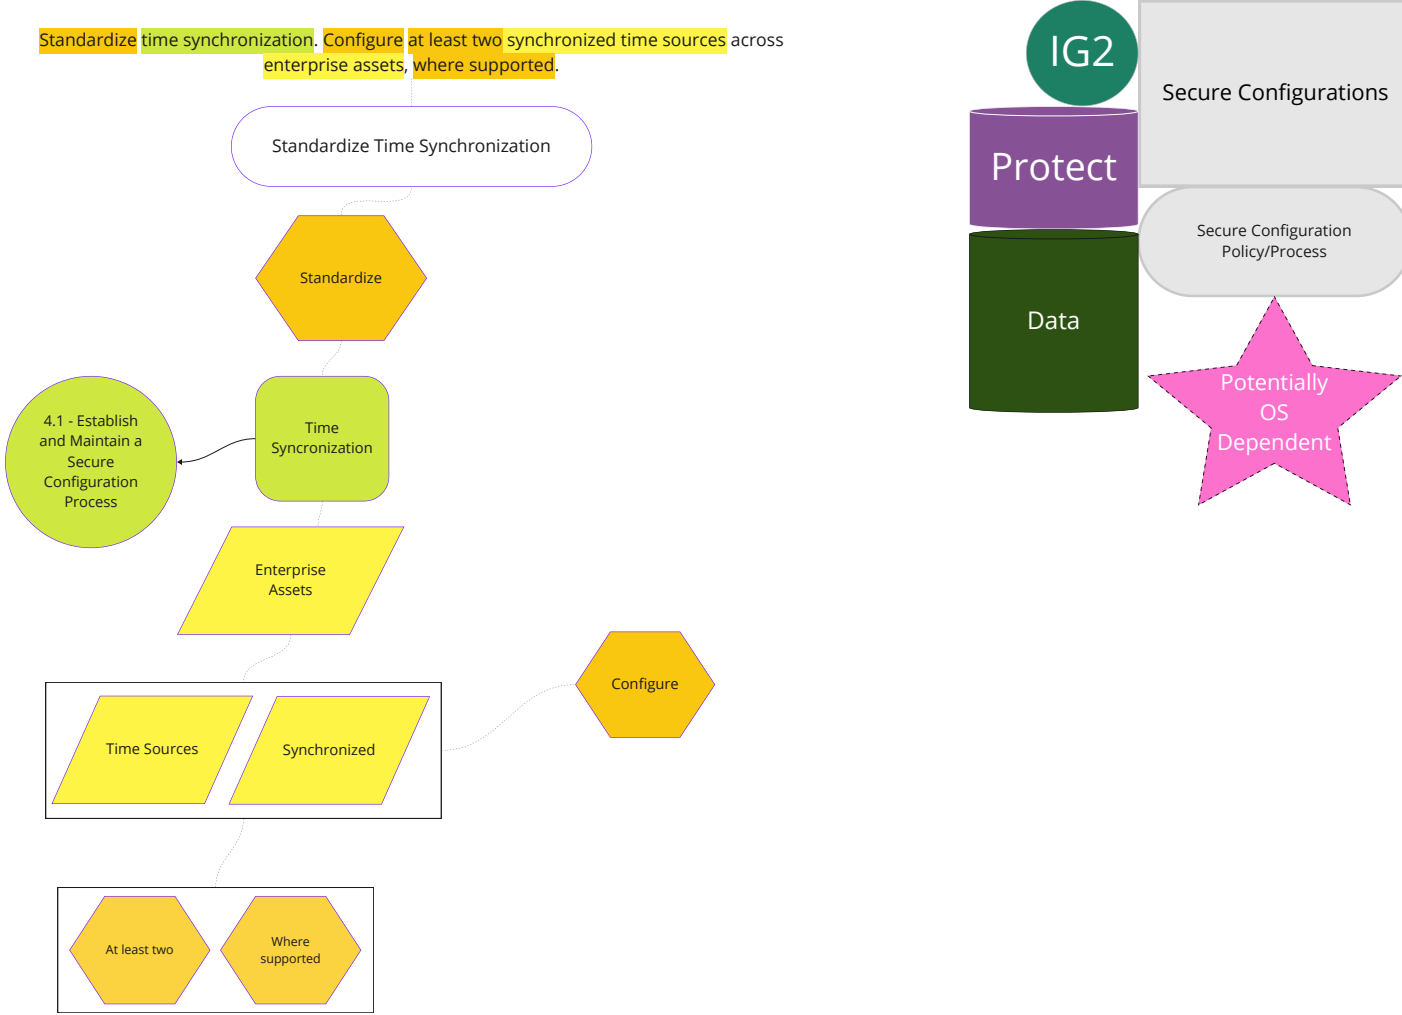 Standardize time synchronization. Configure at least two synchronized time sources across
enterprise assets, where supported.
Standardize Time Synchronization
Standardize
4.1 - Establish
and Maintain a
Secure
Configuration
Process
Time
Syncronization
Enterprise
Assets
Configure
Time Sources
Synchronized
At least two
Where
supported
IG2
Secure Configurations
Protect
Secure Configuration
Policy/Process
Data
Potentially
OS
Dependent